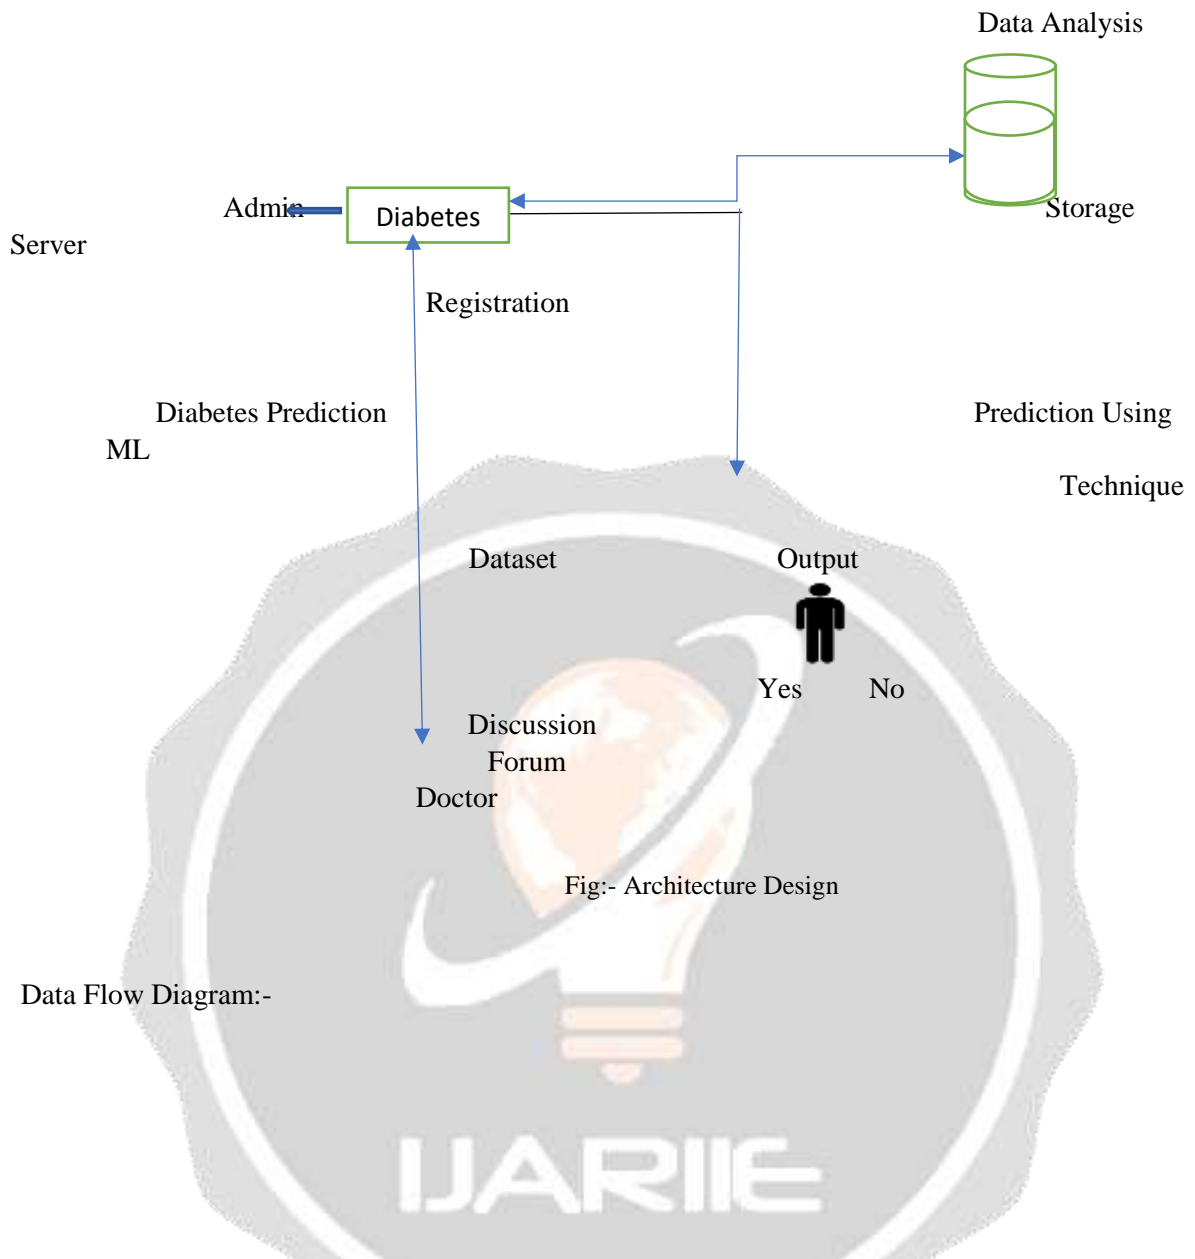 Data Analysis
Admin Diabetes Storage
Server
Registration
Diabetes Prediction Prediction Using
ML
Technique
Dataset Output
Yes No
Discussion
Forum
Doctor
Fig:- Architecture Design
Data Flow Diagram:-
IJARIIE